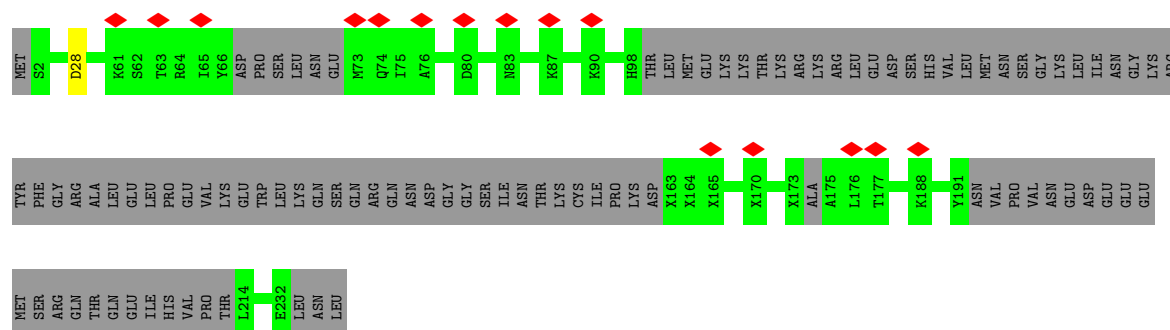 MET S2 D28 K61 S62 T63 R64 I65 Y66 ASP PRO SER LEU ASN GLU M73 Q74 I75 A76 D80 N83 K87 K90 H98 THR LEU MET GLU LYS LYS THR LYS ARG LYS ARG LEU GLU ASP SER HIS VAL LEU MET ASN SER GLY LYS LEU ILE ASN GLY LYS ARG
TYR PHE GLY ARG ALA LEU GLU LEU PRO GLU VAL LYS GLU TRP LEU LYS GLN SER GLN ARG GLN ASN ASP GLY GLY SER ILE ASN THR LYS CYS ILE PRO LYS ASP X163 X164 X165 X170 X173 ALA A175 L176 T177 K188 Y191 ASN VAL PRO VAL ASN GLU ASP GLU GLU GLU
MET SER ARG GLN THR GLN GLU ILE HIS VAL PRO THR L214 E232 LEU ASN LEU